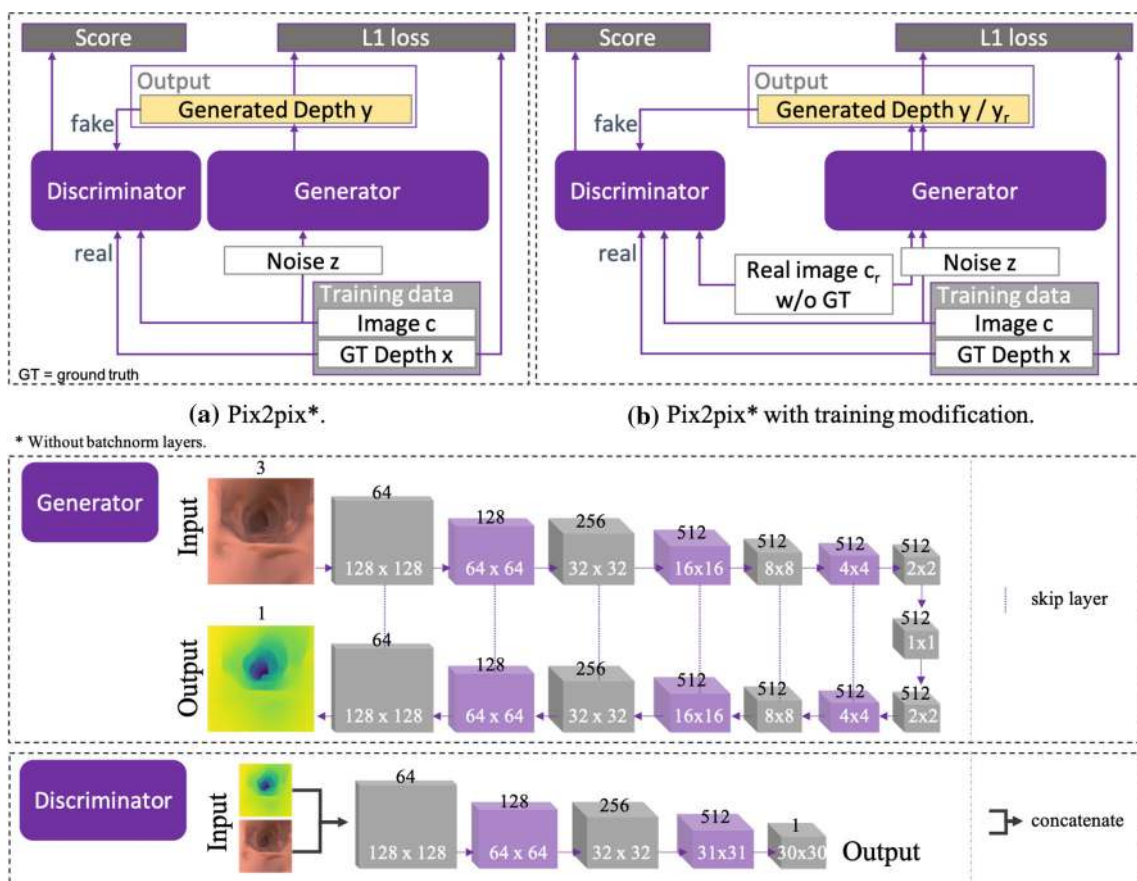 Score
L1 loss
Output
Generated Depth y
fake
Discriminator
Generator
real
Noise z
Training data
Image c
GT Depth x
GT = ground truth
(a) Pix2pix*.
Score
L1 loss
Output
Generated Depth y / yr
fake
Discriminator
Generator
real
Real image cr
w/o GT
Noise z
Training data
Image c
GT Depth x
(b) Pix2pix* with training modification.
* Without batchnorm layers.
Generator
Input
3
64
128
256
512
512
512
512
128 x 128
64 x 64
32 x 32
16x16
8x8
4x4
2x2
512
1x1
skip layer
Output
1
64
128
256
512
512
512
512
128 x 128
64 x 64
32 x 32
16x16
8x8
4x4
2x2
Discriminator
Input
64
128
256
512
1
128 x 128
64 x 64
32 x 32
31x31
30x30
Output
concatenate